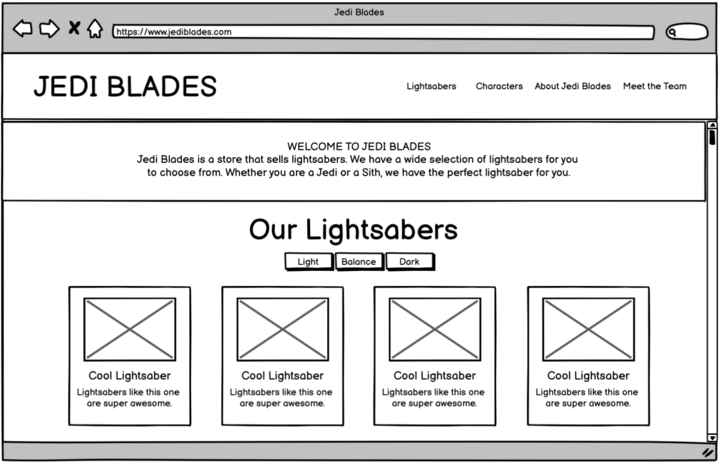 Jedi Blades
https://www.jediblades.com
JEDI BLADES
Lightsabers Characters About Jedi Blades Meet the Team
WELCOME TO JEDI BLADES
Jedi Blades is a store that sells lightsabers. We have a wide selection of lightsabers for you
to choose from. Whether you are a Jedi or a Sith, we have the perfect lightsaber for you.
Our Lightsabers
Light Balance Dark
Cool Lightsaber
Lightsabers like this one
are super awesome.
Cool Lightsaber
Lightsabers like this one
are super awesome.
Cool Lightsaber
Lightsabers like this one
are super awesome.
Cool Lightsaber
Lightsabers like this one
are super awesome.